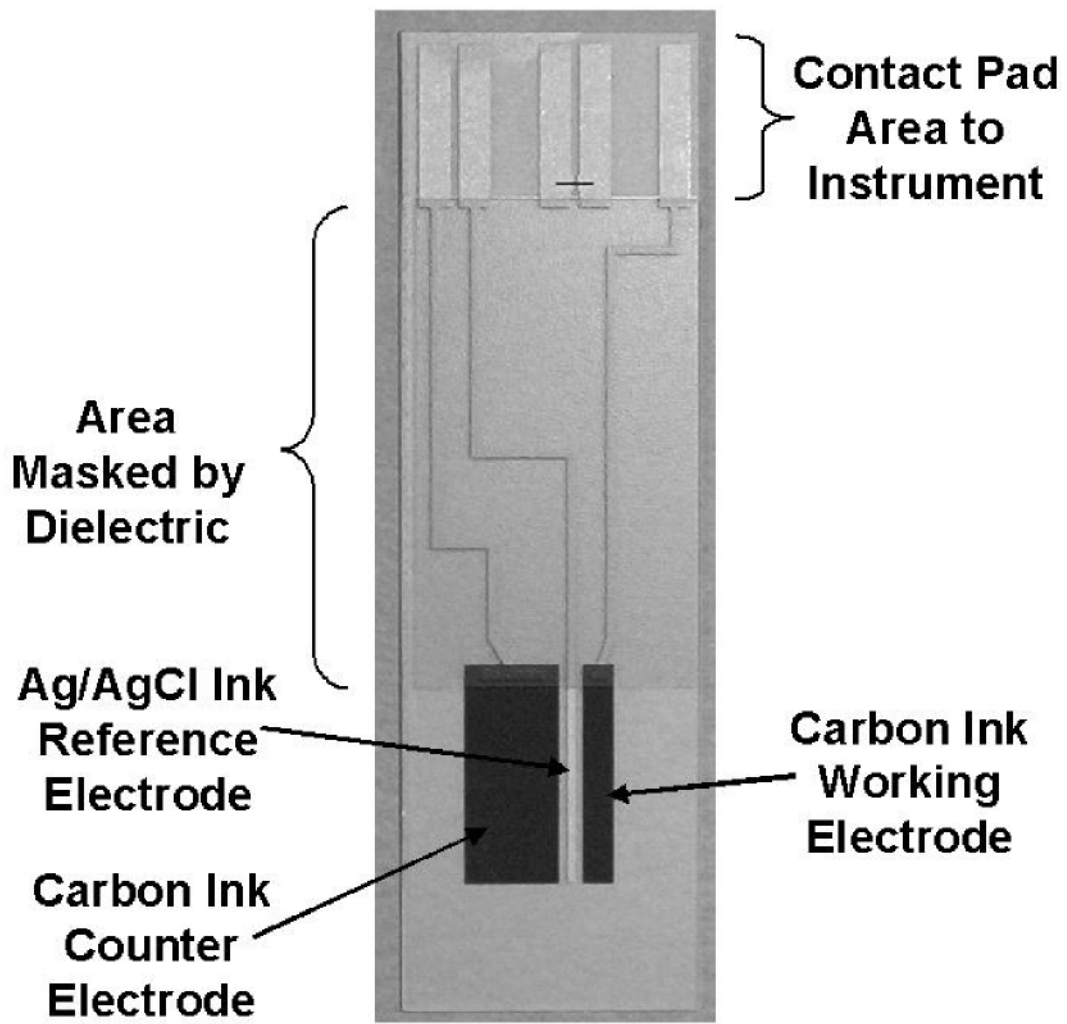 Contact Pad
Area to
Instrument
Area
Masked by
Dielectric
Ag/AgCl Ink
Reference
Electrode
Carbon Ink
Working
Electrode
Carbon Ink
Counter
Electrode